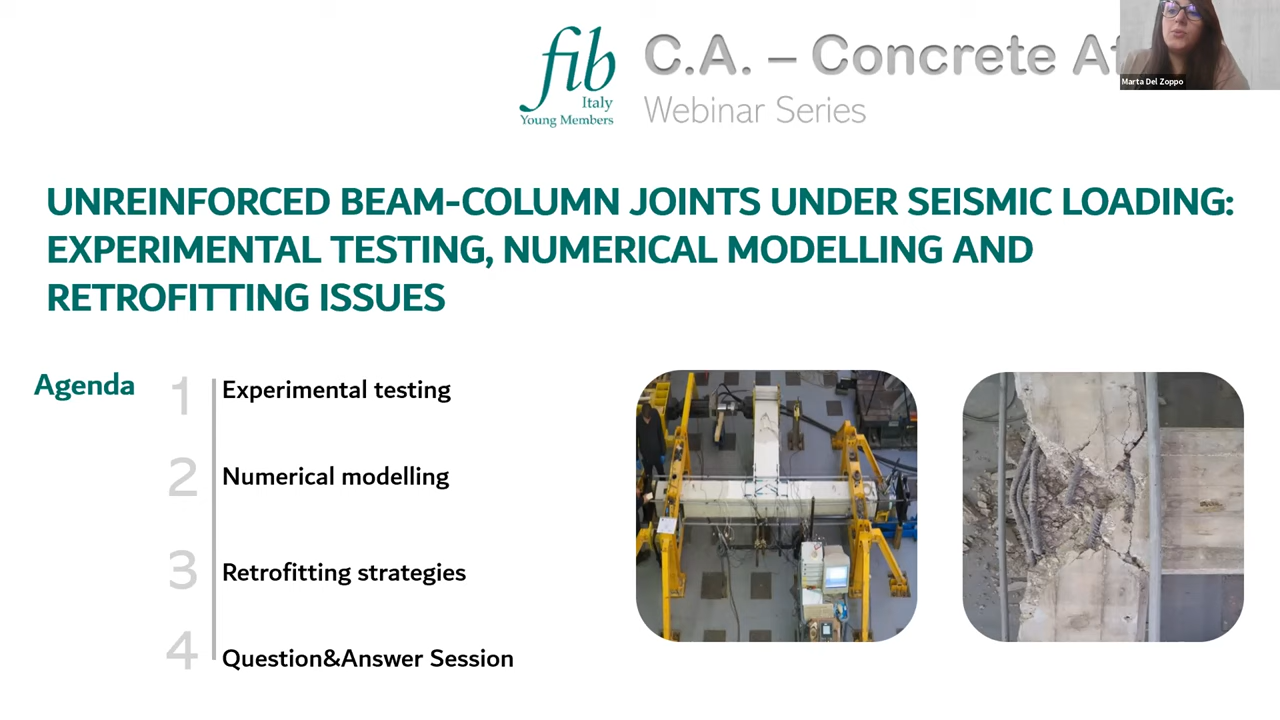 fib
Italy
Young Members
C.A. – Concrete
Webinar Series
Marta Del Zoppo
UNREINFORCED BEAM-COLUMN JOINTS UNDER SEISMIC LOADING:
EXPERIMENTAL TESTING, NUMERICAL MODELLING AND
RETROFITTING ISSUES
Agenda
1 Experimental testing
2 Numerical modelling
3 Retrofitting strategies
4 Question&Answer Session